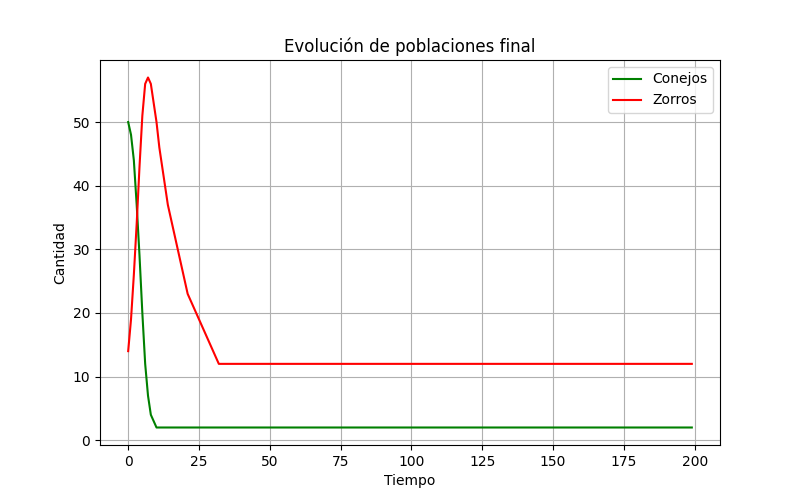 Evolución de poblaciones final
Conejos
Zorros
Cantidad
50
40
30
20
10
0
0 25 50 75 100 125 150 175 200
Tiempo